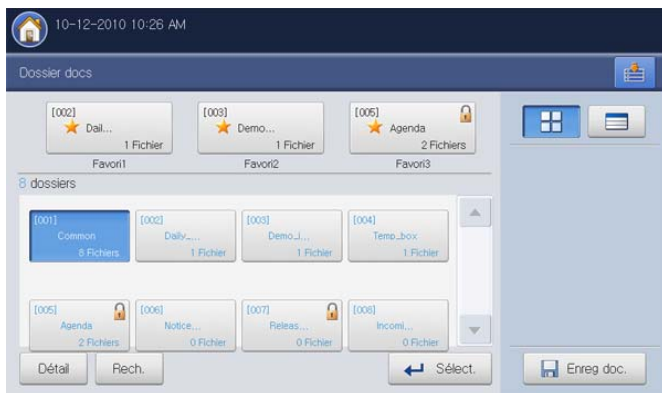 10-12-2010 10:26 AM
Dossier docs
[002]
Dail...
1 Fichier
Favori1
[003]
Demo...
1 Fichier
Favori2
[005]
Agenda
2 Fichiers
Favori3
8 dossiers
[001]
Common
8 Fichiers
[002]
Daily_...
1 Fichier
[003]
Demo_i...
1 Fichier
[004]
Temp_box
1 Fichier
[005]
Agenda
2 Fichiers
[006]
Notice...
0 Fichier
[007]
Releas...
0 Fichier
[008]
Incomi...
0 Fichier
Détail
Rech.
Sélect.
Enreg doc.